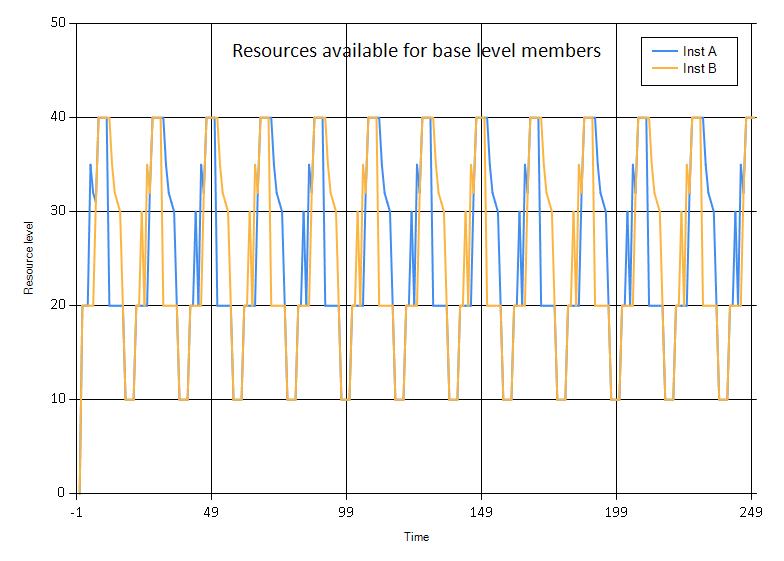 Resources available for base level members
Inst A
Inst B
50
40
30
20
10
0
-1
49
99
149
199
249
Resource level
Time